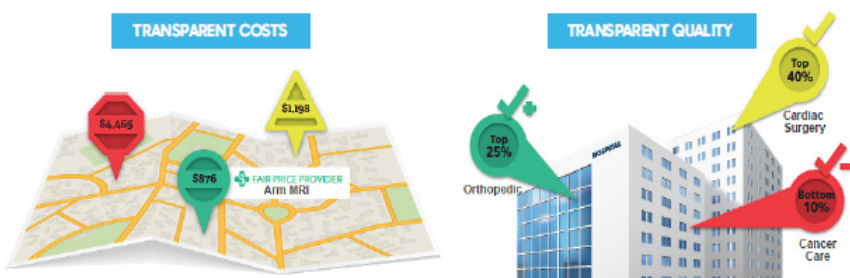 TRANSPARENT COSTS
$4,465
$1,198
$876
FAIR PRICE PROVIDER
Arm MRI
TRANSPARENT QUALITY
Top
40%
Cardiac
Surgery
Top
25%
Orthopedic
HOSPITAL
Bottom
10%
Cancer
Care